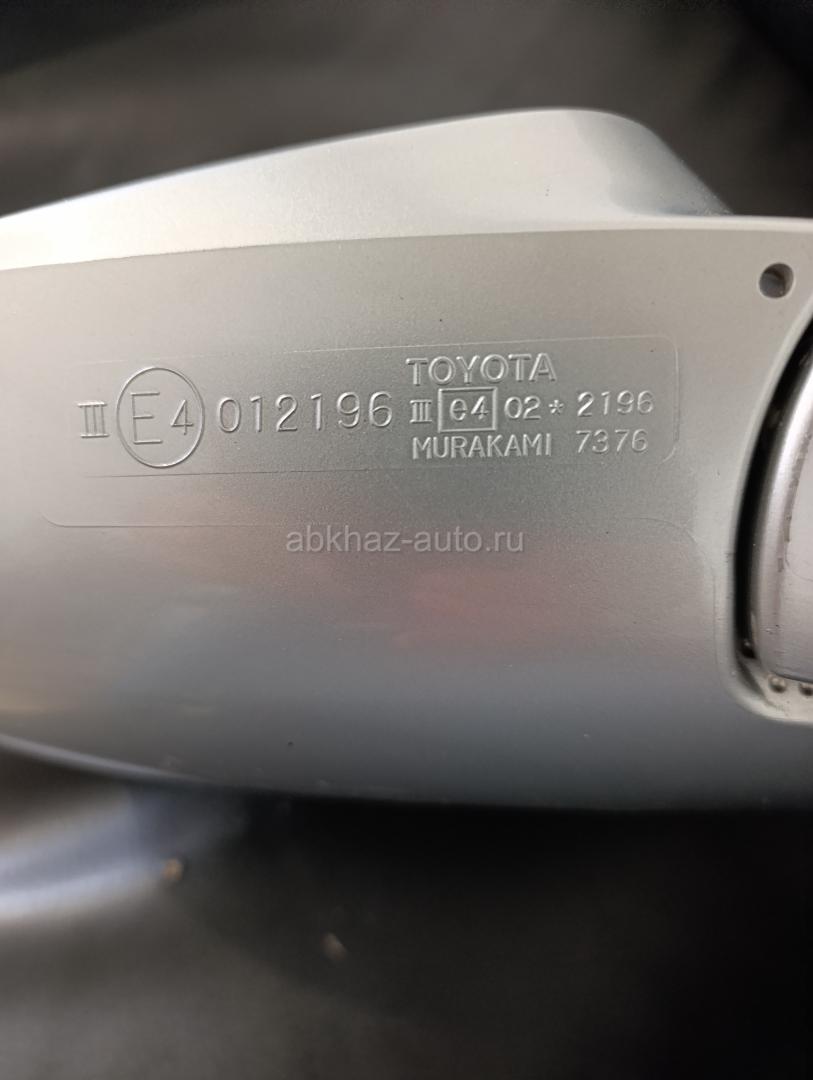 III E4 012196
TOYOTA
III e4 02* 2196
MURAKAMI 7376
abkhaz-auto.ru